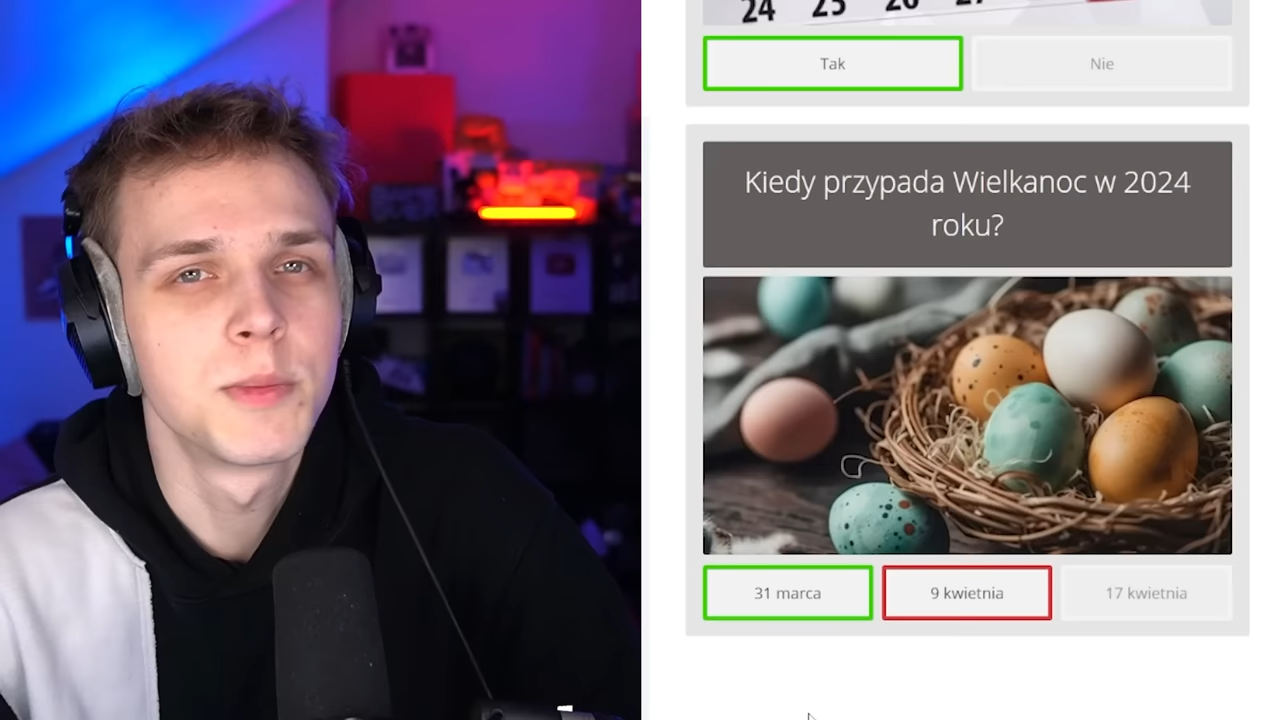 24 25 26 27
Tak
Nie
Kiedy przypada Wielkanoc w 2024
roku?
31 marca
9 kwietnia
17 kwietnia